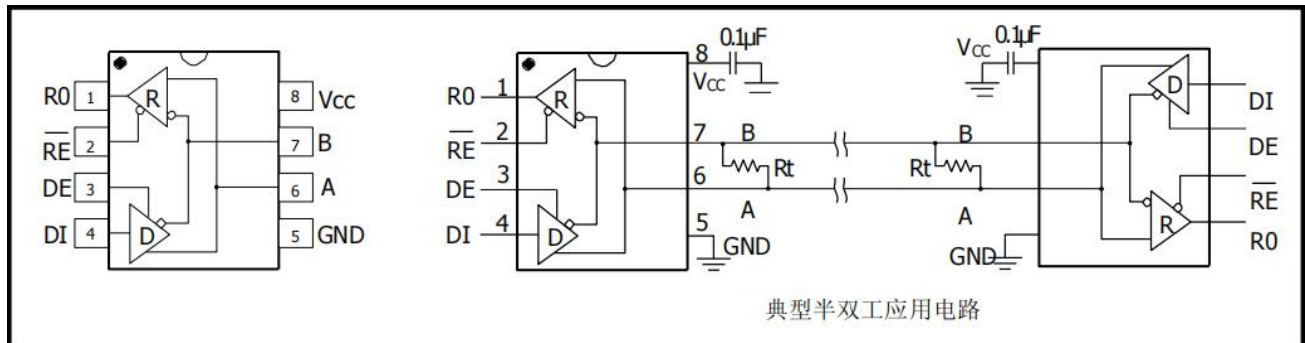 R0 1
R
8 Vcc
RE 2
7 B
DE 3
6 A
DI 4
D
5 GND
R0 1
R
8
Vcc
0.1µF
RE 2
7 B
DE 3
Rt
6
A
DI 4
D
5
GND
Vcc
0.1µF
D
DI
DE
B
Rt
A
RE
R
R0
GND
典型半双工应用电路